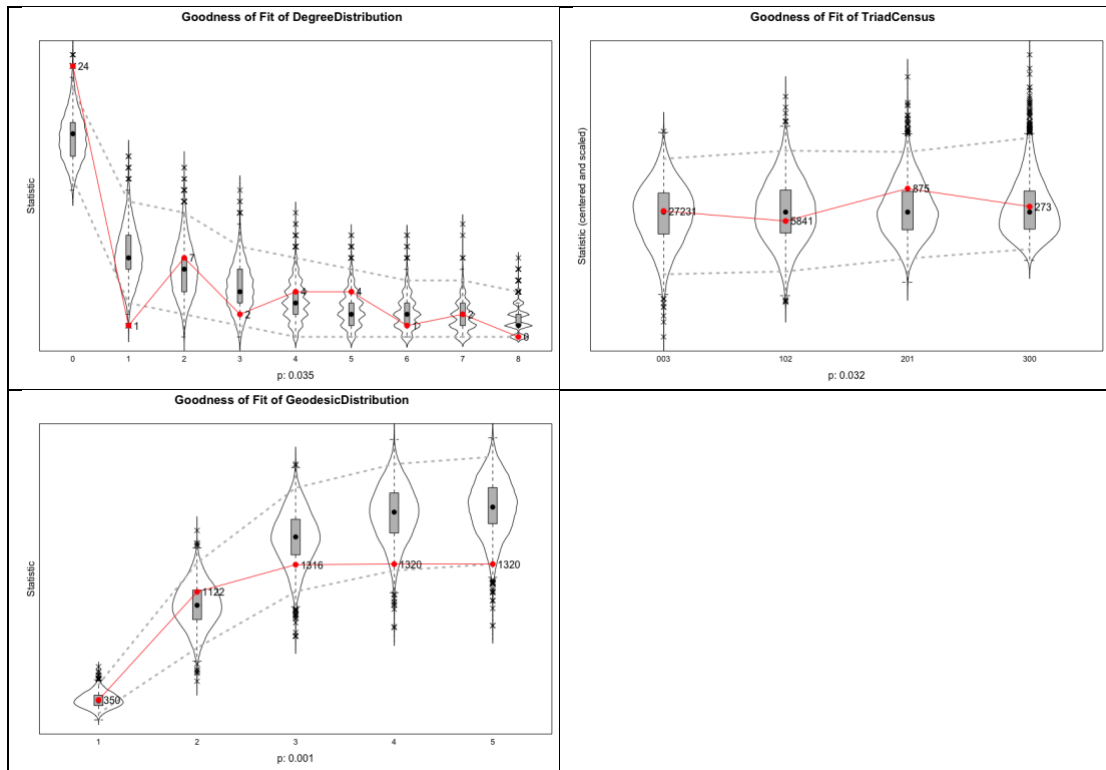 Goodness of Fit of DegreeDistribution
Statistic
24
1
7
2
4
4
1
2
0
0 1 2 3 4 5 6 7 8
p: 0.035
Goodness of Fit of TriadCensus
Statistic (centered and scaled)
27231
5841
875
273
003 102 201 300
p: 0.032
Goodness of Fit of GeodesicDistribution
Statistic
350
1122
1316
1320
1320
1 2 3 4 5
p: 0.001